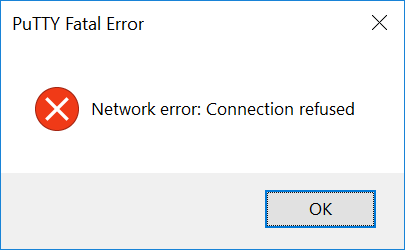 PuTTY Fatal Error
Network error: Connection refused
OK